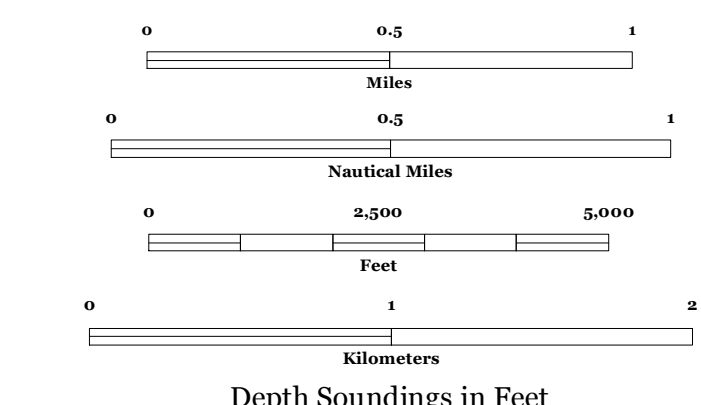 0 0.5 1
Miles
0 0.5 1
Nautical Miles
0 2,500 5,000
Feet
0 1 2
Kilometers
Depth Soundings in Feet